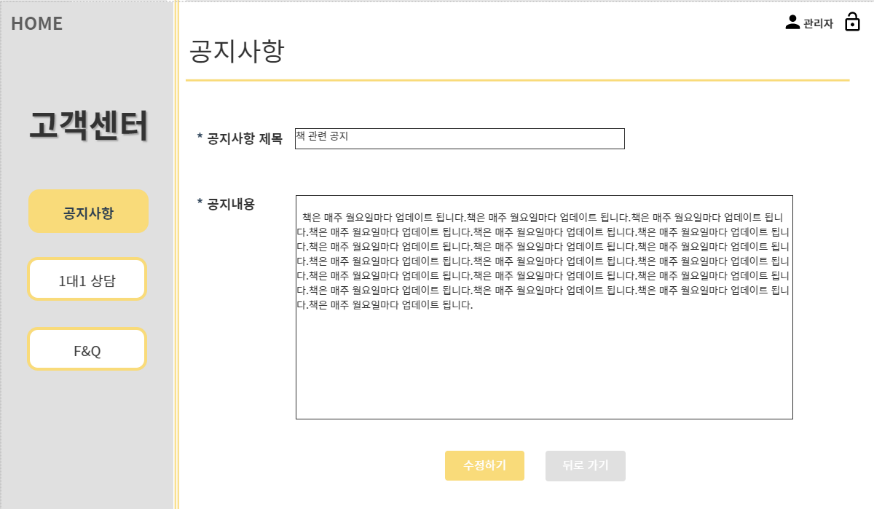 HOME
관리자
공지사항
고객센터
* 공지사항 제목
책 관련 공지
* 공지내용
책은 매주 월요일마다 업데이트 됩니다.책은 매주 월요일마다 업데이트 됩니다.책은 매주 월요일마다 업데이트 됩니
다.책은 매주 월요일마다 업데이트 됩니다.책은 매주 월요일마다 업데이트 됩니다.책은 매주 월요일마다 업데이트 됩니
다.책은 매주 월요일마다 업데이트 됩니다.책은 매주 월요일마다 업데이트 됩니다.책은 매주 월요일마다 업데이트 됩니
다.책은 매주 월요일마다 업데이트 됩니다.책은 매주 월요일마다 업데이트 됩니다.책은 매주 월요일마다 업데이트 됩니
다.책은 매주 월요일마다 업데이트 됩니다.책은 매주 월요일마다 업데이트 됩니다.책은 매주 월요일마다 업데이트 됩니
다.책은 매주 월요일마다 업데이트 됩니다.책은 매주 월요일마다 업데이트 됩니다.책은 매주 월요일마다 업데이트 됩니
다.책은 매주 월요일마다 업데이트 됩니다.
공지사항
1대1 상담
F&Q
수정하기
뒤로 가기